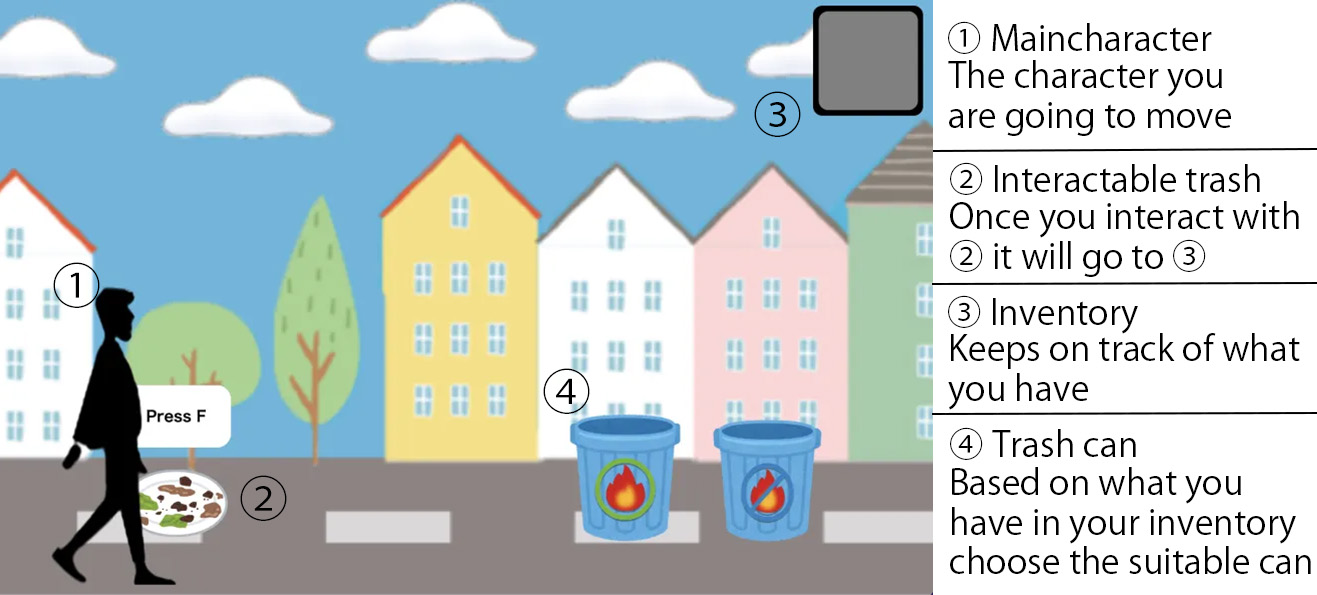 ①
Press F
②
③
④
① Maincharacter
The character you
are going to move
② Interactable trash
Once you interact with
② it will go to ③
③ Inventory
Keeps on track of what
you have
④ Trash can
Based on what you
have in your inventory
choose the suitable can